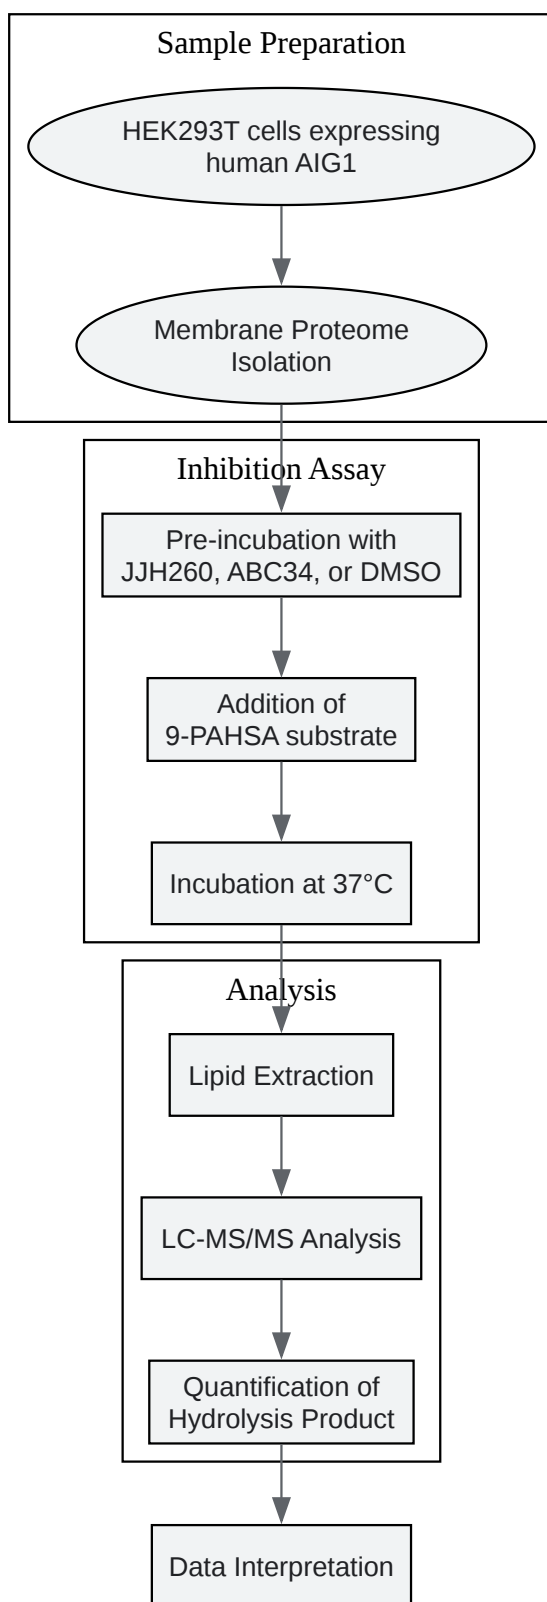 Sample Preparation
HEK293T cells expressing
human AIG1
Membrane Proteome
Isolation
Inhibition Assay
Pre-incubation with
JJH260, ABC34, or DMSO
Addition of
9-PAHSA substrate
Incubation at 37°C
Analysis
Lipid Extraction
LC-MS/MS Analysis
Quantification of
Hydrolysis Product
Data Interpretation